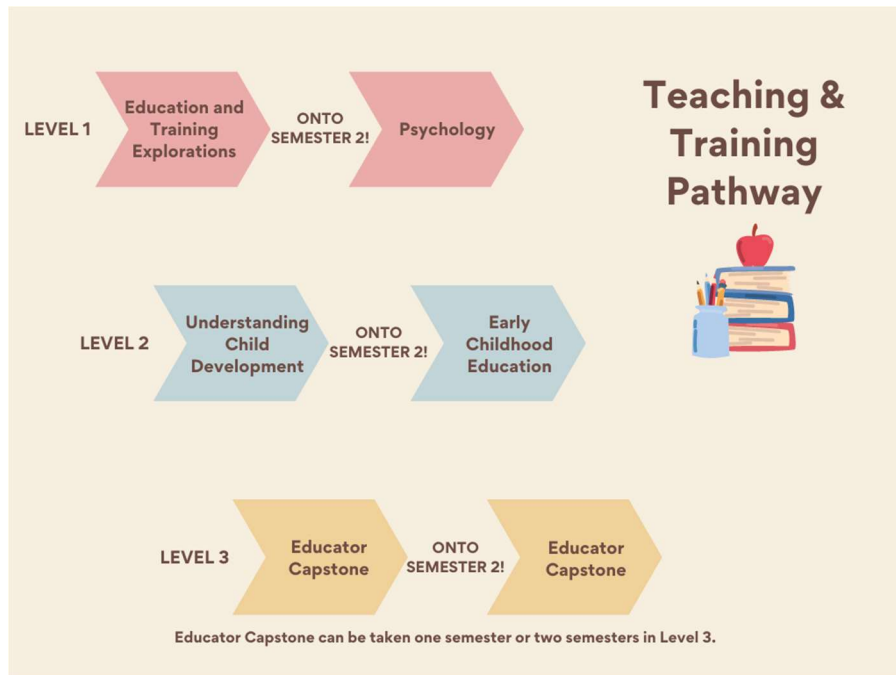 Teaching &
Training
Pathway
LEVEL 1
Education and
Training
Explorations
ONTO
SEMESTER 2!
Psychology
LEVEL 2
Understanding
Child
Development
ONTO
SEMESTER 2!
Early
Childhood
Education
LEVEL 3
Educator
Capstone
ONTO
SEMESTER 2!
Educator
Capstone
Educator Capstone can be taken one semester or two semesters in Level 3.